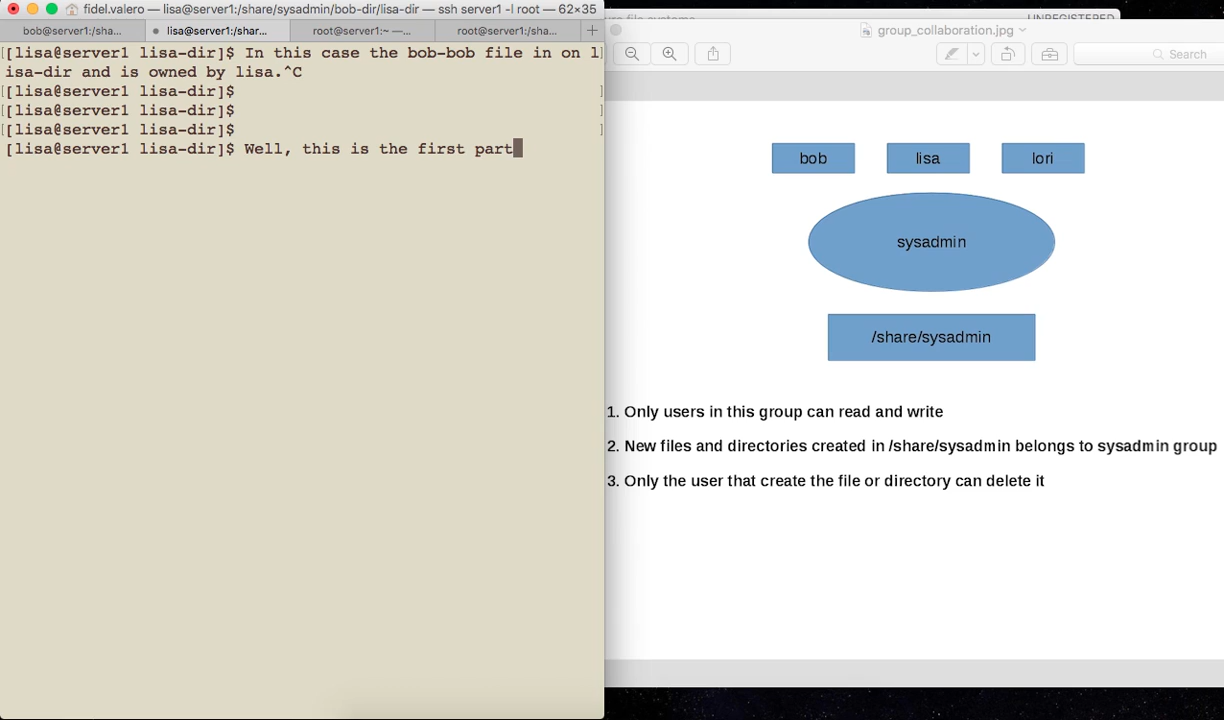 fidel.valero — lisa@server1:/share/sysadmin/bob-dir/lisa-dir — ssh server1 -l root — 62×35
bob@server1:/sha...
lisa@server1:/shar...
root@server1:~ —...
root@server1:/sha...
[lisa@server1 lisa-dir]$ In this case the bob-bob file in on l
isa-dir and is owned by lisa.^C
[lisa@server1 lisa-dir]$
[lisa@server1 lisa-dir]$
[lisa@server1 lisa-dir]$
[lisa@server1 lisa-dir]$ Well, this is the first part
UNREGISTERED
group_collaboration.jpg
Search
bob
lisa
lori
sysadmin
/share/sysadmin
1. Only users in this group can read and write
2. New files and directories created in /share/sysadmin belongs to sysadmin group
3. Only the user that create the file or directory can delete it